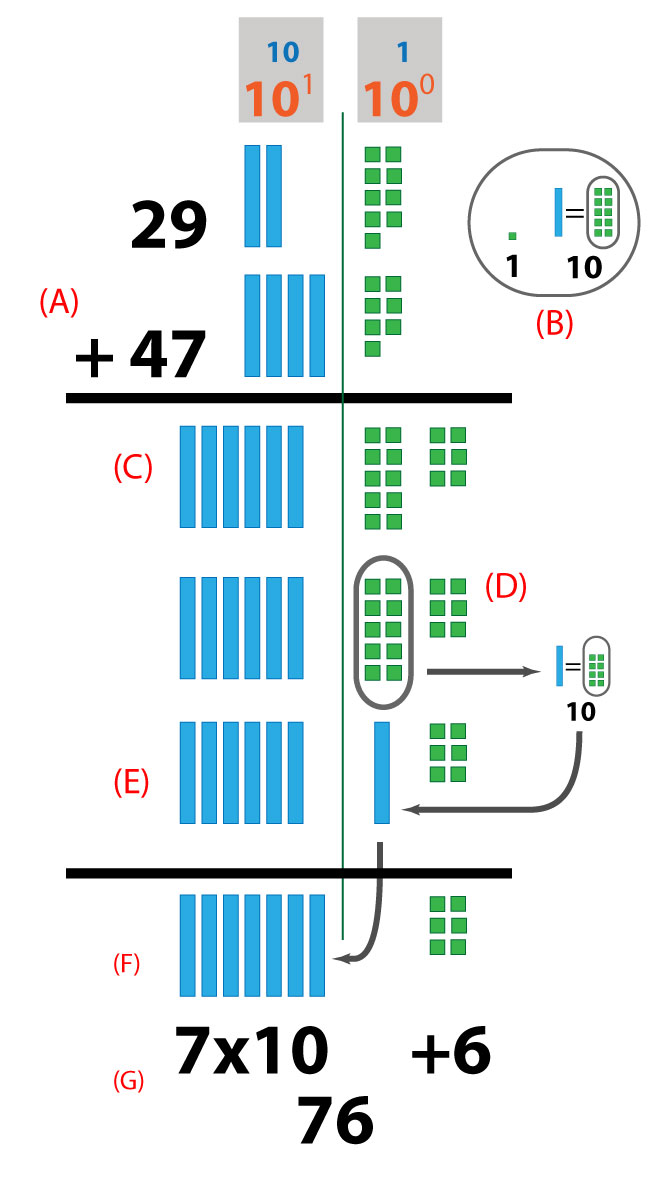 10 1
10¹ 10⁰
29
(A)
+ 47
=
1 10
(B)
(C)
(D)
=
10
(E)
(F)
7x10 +6
(G)
76